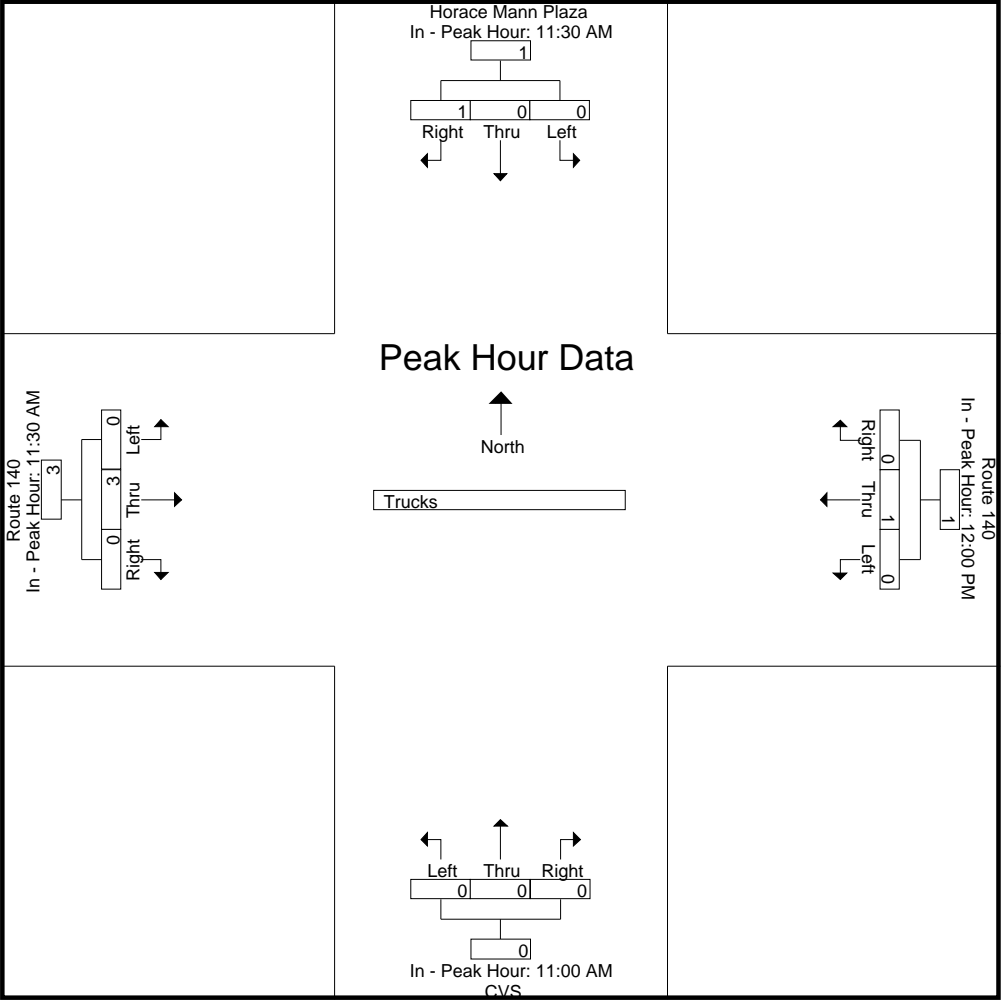 Horace Mann Plaza
In - Peak Hour: 11:30 AM
1
1 0 0
Right Thru Left
Peak Hour Data
North
Trucks
Route 140
In - Peak Hour: 11:30 AM
3
0 3 0
Left Thru Right
Route 140
In - Peak Hour: 12:00 PM
1
Right Thru Left
0 1 0
Left Thru Right
0 0 0
0
In - Peak Hour: 11:00 AM
CVS